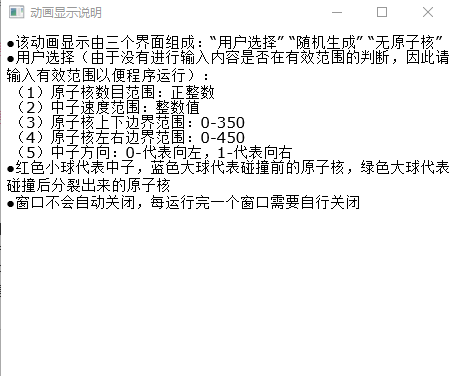 动画显示说明
●该动画显示由三个界面组成：“用户选择”“随机生成”“无原子核”
●用户选择（由于没有进行输入内容是否在有效范围的判断，因此请
输入有效范围以便程序运行）：
（1）原子核数目范围：正整数
（2）中子速度范围：整数值
（3）原子核上下边界范围：0-350
（4）原子核左右边界范围：0-450
（5）中子方向：0-代表向左，1-代表向右
●红色小球代表中子，蓝色大球代表碰撞前的原子核，绿色大球代表
碰撞后分裂出来的原子核
●窗口不会自动关闭，每运行完一个窗口需要自行关闭